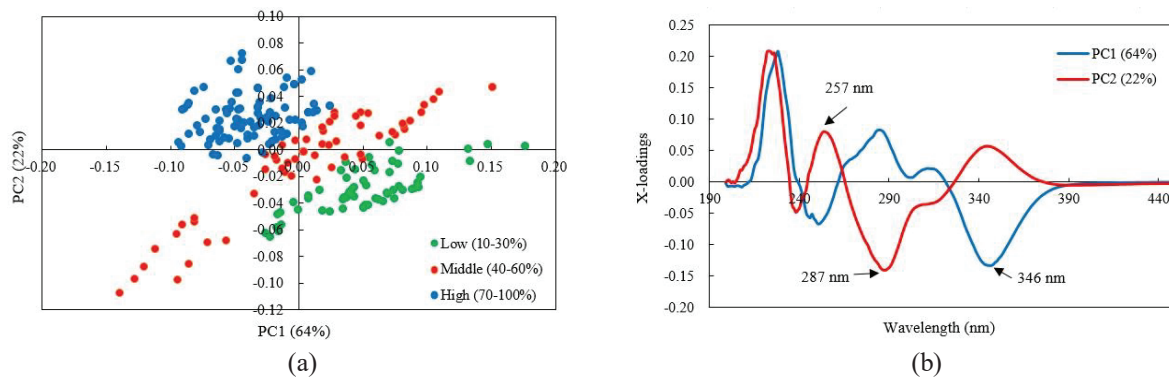 0.10
0.08
0.06
0.04
0.02
0.00
-0.20
-0.15
-0.10
-0.05
0.00
0.05
0.10
0.15
0.20
-0.02
-0.04
-0.06
-0.08
-0.10
-0.12
PC2 (22%)
PC1 (64%)
Low (10-30%)
Middle (40-60%)
High (70-100%)
(a)
0.25
0.20
0.15
0.10
0.05
0.00
-0.05
-0.10
-0.15
-0.20
X-loadings
190
240
290
340
390
440
Wavelength (nm)
PC1 (64%)
PC2 (22%)
257 nm
287 nm
346 nm
(b)